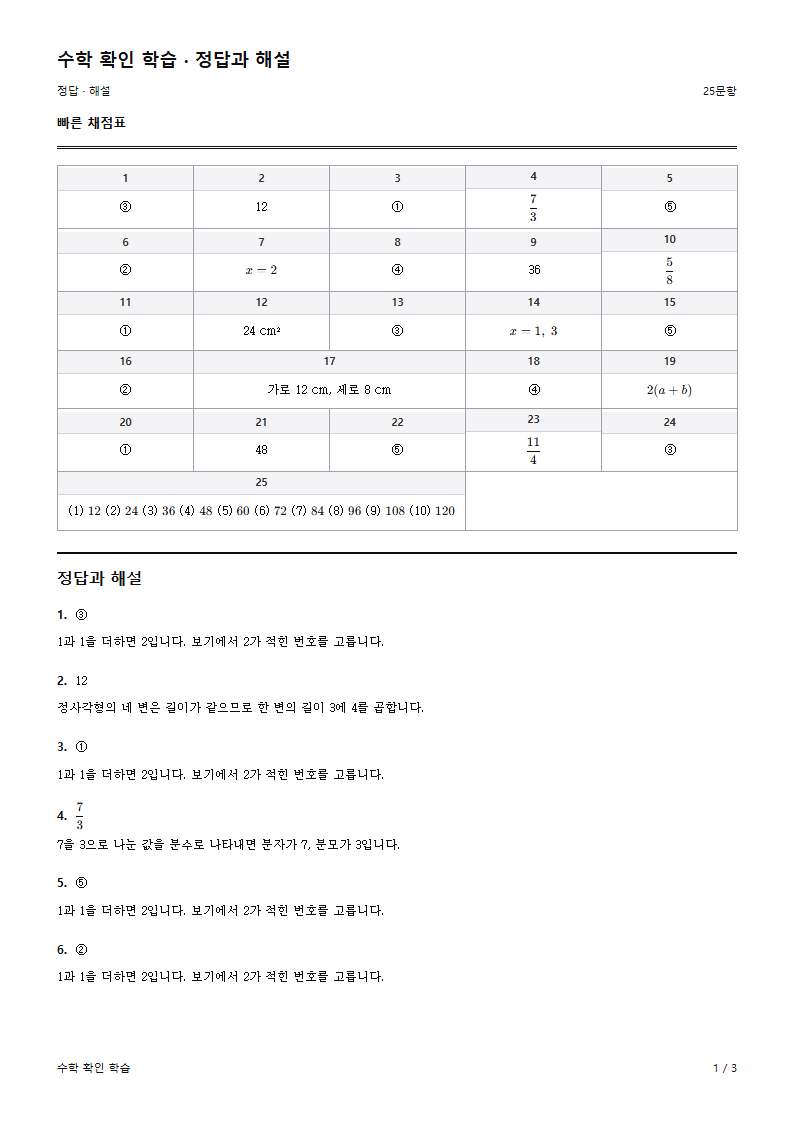 수학 확인 학습 · 정답과 해설
정답 · 해설 25문항
빠른 채점표
1 2 3 4 5
③ 12 ① 7/3 ⑤
6 7 8 9 10
② x = 2 ④ 36 5/8
11 12 13 14 15
① 24 cm² ③ x = 1, 3 ⑤
16 17 18 19
② 가로 12 cm, 세로 8 cm ④ 2(a + b)
20 21 22 23 24
① 48 ⑤ 11/4 ③
25
(1) 12 (2) 24 (3) 36 (4) 48 (5) 60 (6) 72 (7) 84 (8) 96 (9) 108 (10) 120
정답과 해설
1. ③
1과 1을 더하면 2입니다. 보기에서 2가 적힌 번호를 고릅니다.
2. 12
정사각형의 네 변은 길이가 같으므로 한 변의 길이 3에 4를 곱합니다.
3. ①
1과 1을 더하면 2입니다. 보기에서 2가 적힌 번호를 고릅니다.
4. 7/3
7을 3으로 나눈 값을 분수로 나타내면 분자가 7, 분모가 3입니다.
5. ⑤
1과 1을 더하면 2입니다. 보기에서 2가 적힌 번호를 고릅니다.
6. ②
1과 1을 더하면 2입니다. 보기에서 2가 적힌 번호를 고릅니다.
수학 확인 학습 1 / 3